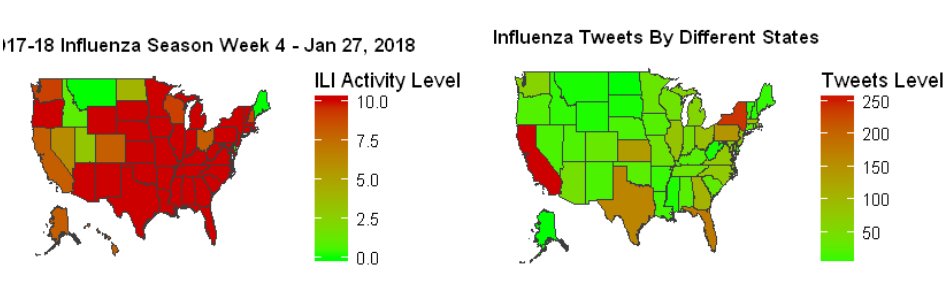 017-18 Influenza Season Week 4 - Jan 27, 2018
ILI Activity Level
10.0
7.5
5.0
2.5
0.0
Influenza Tweets By Different States
Tweets Level
250
200
150
100
50